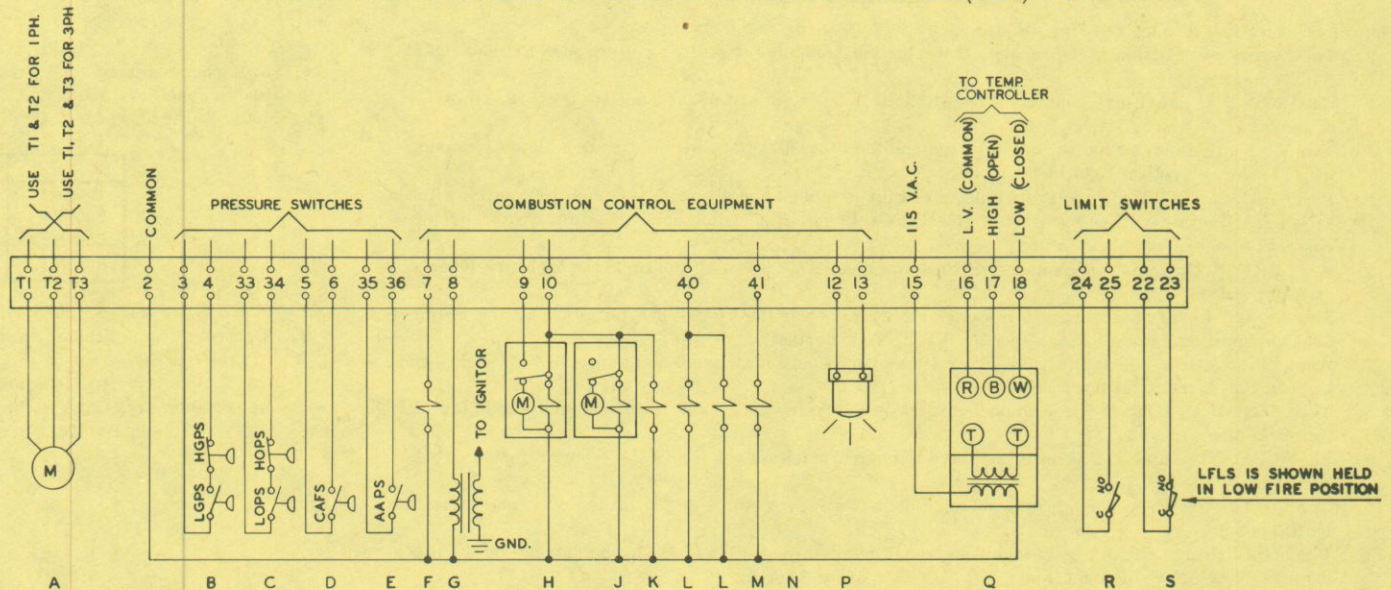 USE T1 & T2 FOR 1PH.
USE T1, T2 & T3 FOR 3PH
COMMON
PRESSURE SWITCHES
COMBUSTION CONTROL EQUIPMENT
115 V.A.C.
TO TEMP.
CONTROLLER
L.V. (COMMON)
HIGH (OPEN)
LOW (CLOSED)
LIMIT SWITCHES
T1 T2 T3 2 3 4 33 34 5 6 35 36 7 8 9 10 40 41 12 13 15 16 17 18 24 25 22 23
TO IGNITOR
M M R B W
T T
HGPS HOPS
M
LGPS LOPS CAFS AAPS
NO NO
C C
LFLS IS SHOWN HELD
IN LOW FIRE POSITION
GND.
A B C D E F G H J K L L M N P Q R S